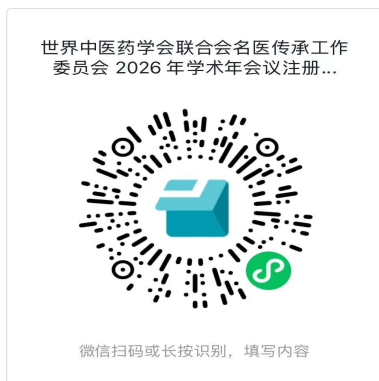 世界中医药学会联合会名医传承工作
委员会 2026 年学术年会议注册...
微信扫码或长按识别，填写内容